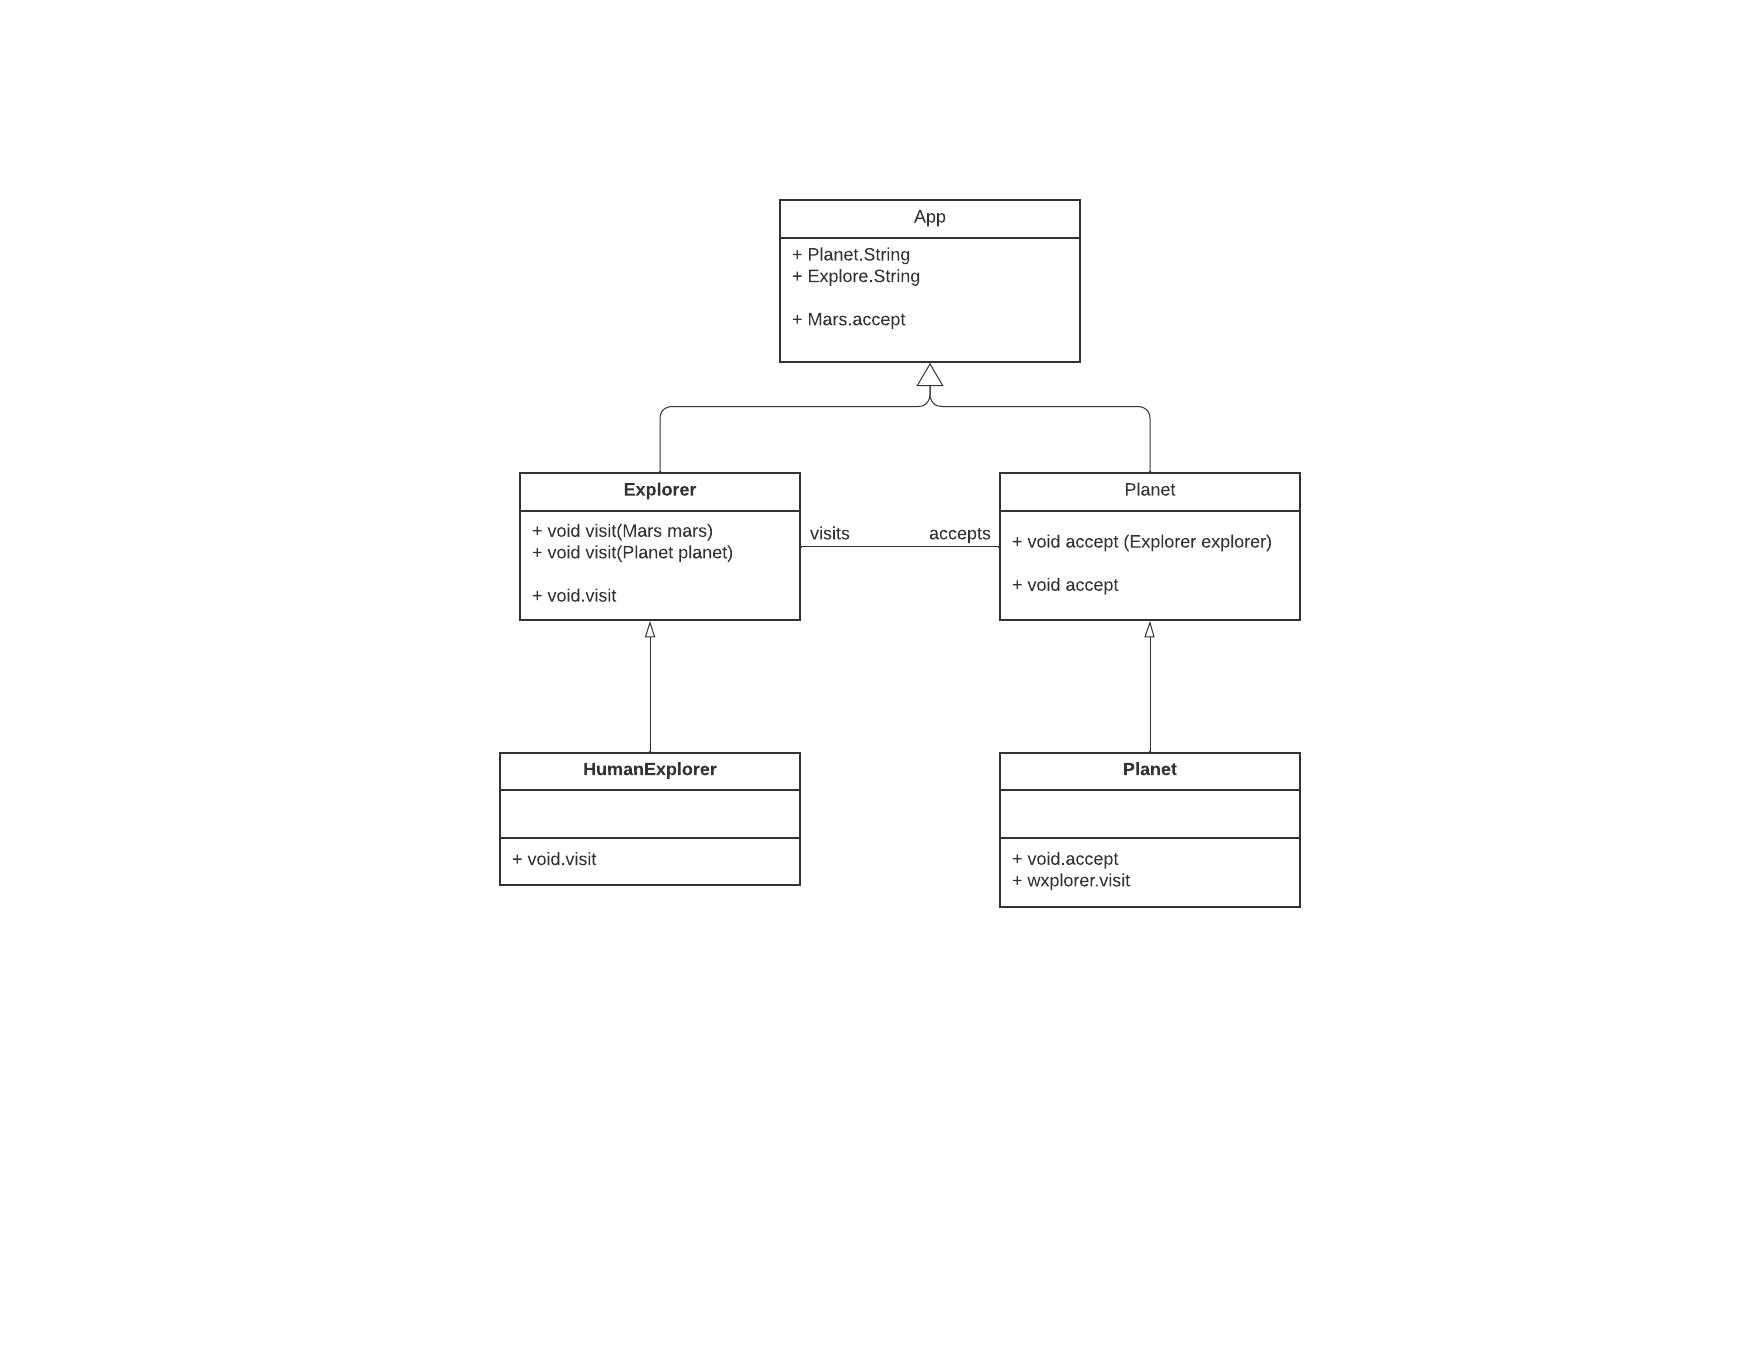 App
+ Planet.String
+ Explore.String
+ Mars.accept
Explorer
+ void visit(Mars mars)
+ void visit(Planet planet)
+ void.visit
visits
accepts
Planet
+ void accept (Explorer explorer)
+ void accept
HumanExplorer
+ void.visit
Planet
+ void.accept
+ wxplorer.visit